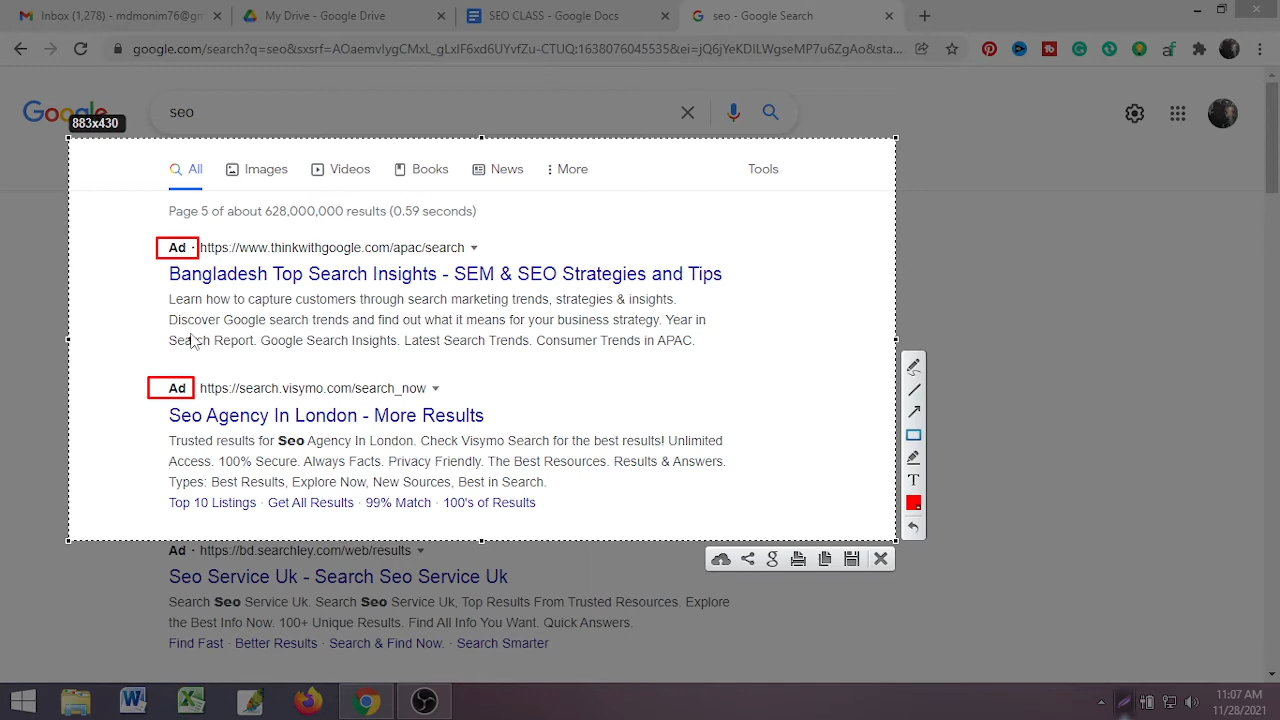 Inbox (1,278) - mdmonim76@gm
My Drive - Google Drive
SEO CLASS - Google Docs
seo - Google Search
google.com/search?q=seo&sxsrf=AOaemvIygCMxL_gLxIF6xd6UYvfZu-CTUQ:1638076045535&ei=jQ6jYeKDILWgseMP7u6ZgAo&sta...
Google
seo
883x430
All
Images
Videos
Books
News
More
Tools
Page 5 of about 628,000,000 results (0.59 seconds)
Ad · https://www.thinkwithgoogle.com/apac/search
Bangladesh Top Search Insights - SEM & SEO Strategies and Tips
Learn how to capture customers through search marketing trends, strategies & insights.
Discover Google search trends and find out what it means for your business strategy. Year in
Search Report. Google Search Insights. Latest Search Trends. Consumer Trends in APAC.
Ad https://search.visymo.com/search_now
Seo Agency In London - More Results
Trusted results for Seo Agency In London. Check Visymo Search for the best results! Unlimited
Access. 100% Secure. Always Facts. Privacy Friendly. The Best Resources. Results & Answers.
Types: Best Results, Explore Now, New Sources, Best in Search.
Top 10 Listings · Get All Results · 99% Match · 100's of Results
Ad · https://bd.searchley.com/web/results
Seo Service Uk - Search Seo Service Uk
Search Seo Service Uk. Search Seo Service Uk, Top Results From Trusted Resources. Explore
the Best Info Now. 100+ Unique Results. Find All Info You Want. Quick Answers.
Find Fast · Better Results · Search & Find Now. · Search Smarter
11:07 AM
11/28/2021